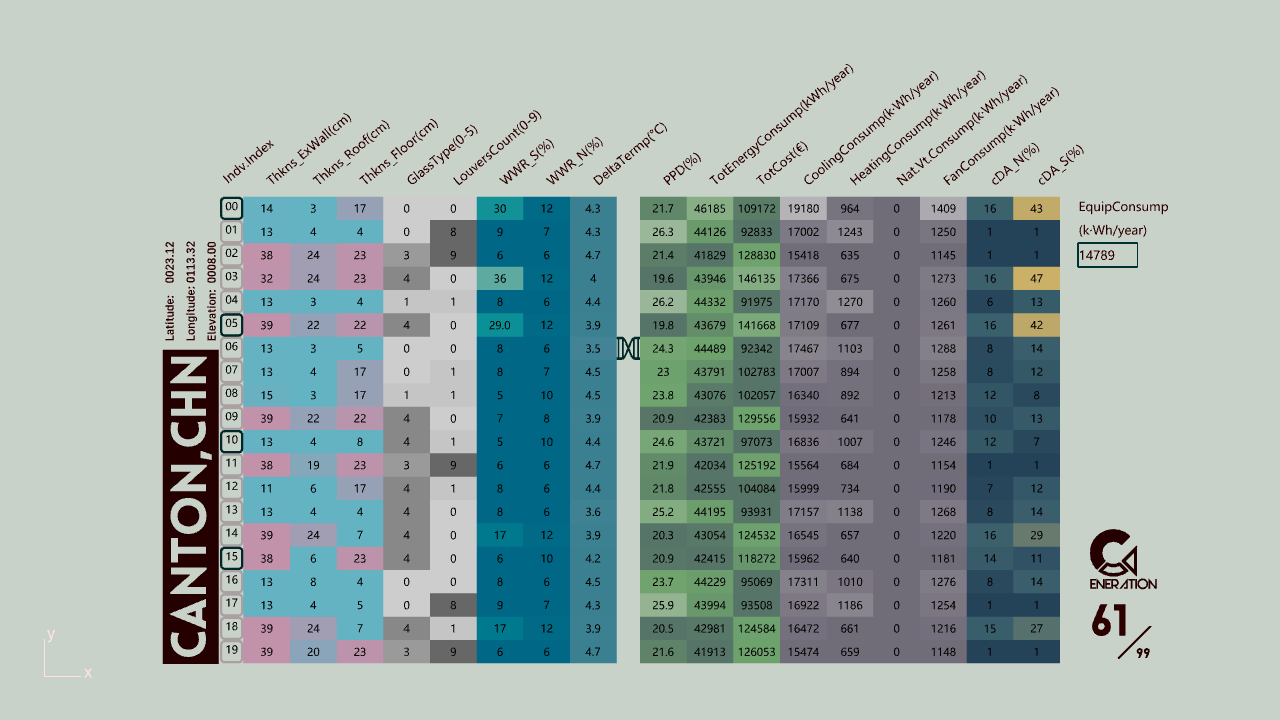 Indv.Index Thkns_ExWall(cm) Thkns_Roof(cm) Thkns_Floor(cm) GlassType(0-5) LouversCount(0-9) WWR_S(%) WWR_N(%) DeltaTermp(°C) PPD(%) TotEnergyConsump(kWh/year) TotCost(€) CoolingConsump(k·Wh/year) HeatingConsump(k·Wh/year) Nat.Vt.Consump(k·Wh/year) FanConsump(k·Wh/year) cDA_N(%) cDA_S(%)
00 14 3 17 0 0 30 12 4.3 21.7 46185 109172 19180 964 0 1409 16 43
01 13 4 4 0 8 9 7 4.3 26.3 44126 92833 17002 1243 0 1250 1 1
02 38 24 23 3 9 6 6 4.7 21.4 41829 128830 15418 635 0 1145 1 1
03 32 24 23 4 0 36 12 4 19.6 43946 146135 17366 675 0 1273 16 47
04 13 3 4 1 1 8 6 4.4 26.2 44332 91975 17170 1270 0 1260 6 13
05 39 22 22 4 0 29.0 12 3.9 19.8 43679 141668 17109 677 0 1261 16 42
06 13 3 5 0 0 8 6 3.5 24.3 44489 92342 17467 1103 0 1288 8 14
07 13 4 17 0 1 8 7 4.5 23 43791 102783 17007 894 0 1258 8 12
08 15 3 17 1 1 5 10 4.5 23.8 43076 102057 16340 892 0 1213 12 8
09 39 22 22 4 0 7 8 3.9 20.9 42383 129556 15932 641 0 1178 10 13
10 13 4 8 4 1 5 10 4.4 24.6 43721 97073 16836 1007 0 1246 12 7
11 38 19 23 3 9 6 6 4.7 21.9 42034 125192 15564 684 0 1154 1 1
12 11 6 17 4 1 8 6 4.4 21.8 42555 104084 15999 734 0 1190 7 12
13 13 3 4 4 0 8 6 3.6 25.2 44195 93931 17157 1138 0 1268 8 14
14 39 24 7 4 0 17 12 3.9 20.3 43054 124532 16545 657 0 1220 16 29
15 38 6 23 4 0 6 10 4.2 20.9 42415 118272 15962 640 0 1181 14 11
16 13 8 4 0 0 8 6 4.5 23.7 44229 95069 17311 1010 0 1276 8 14
17 13 4 5 0 8 9 7 4.3 25.9 43994 93508 16922 1186 0 1254 1 1
18 39 24 7 4 1 17 12 3.9 20.5 42981 124584 16472 661 0 1216 15 27
19 39 20 23 3 9 6 6 4.7 21.6 41913 126053 15474 659 0 1148 1 1
Latitude: 0023.12
Longitude: 0113.32
Elevation: 0008.00
CANTON,CHN
EquipConsump
(k·Wh/year)
14789
ENERATION
61/99
y
x